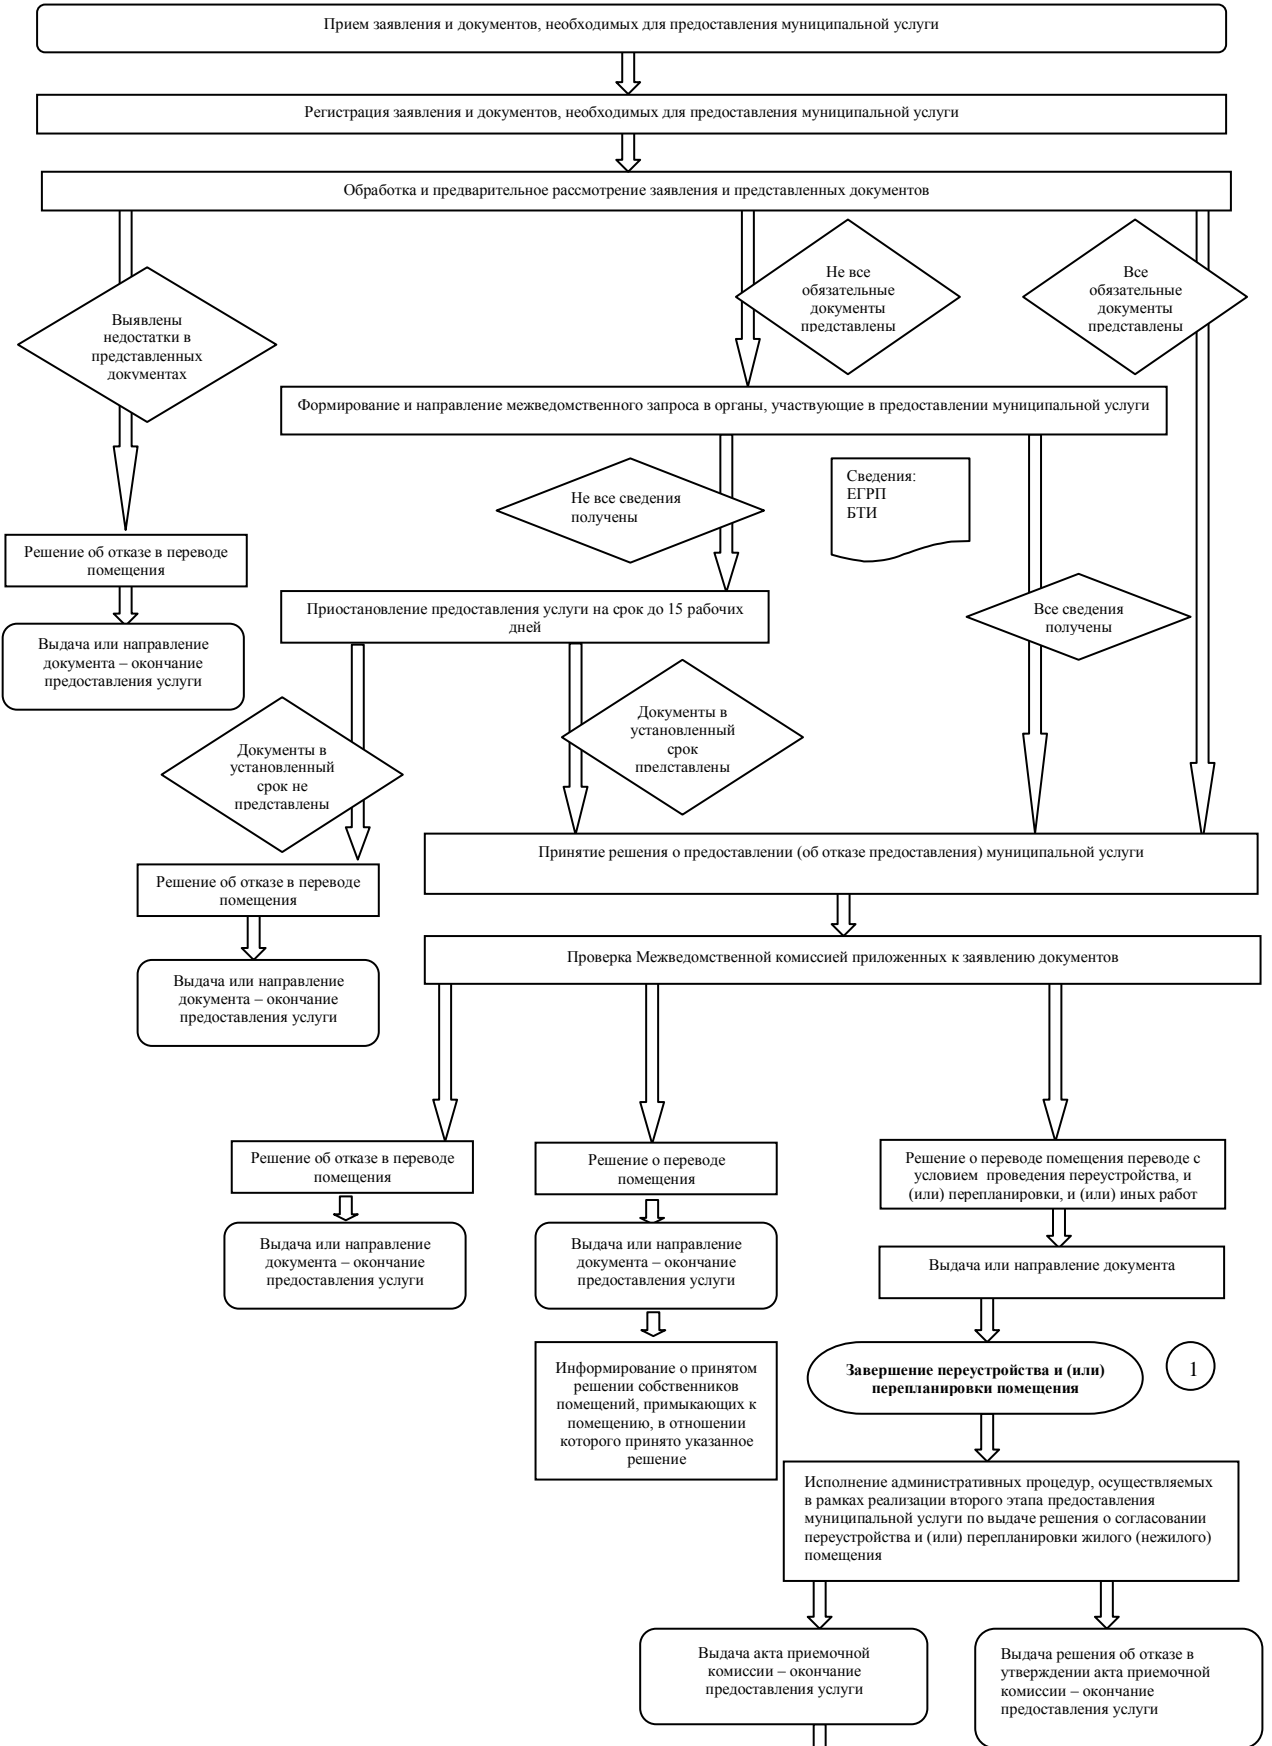 Прием заявления и документов, необходимых для предоставления муниципальной услуги
Регистрация заявления и документов, необходимых для предоставления муниципальной услуги
Обработка и предварительное рассмотрение заявления и представленных документов
Не все
обязательные
документы
представлены
Все
обязательные
документы
представлены
Выявлены
недостатки в
представленных
документах
Формирование и направление межведомственного запроса в органы, участвующие в предоставлении муниципальной услуги
Не все сведения
получены
Сведения:
ЕГРП
БТИ
Решение об отказе в переводе
помещения
Приостановление предоставления услуги на срок до 15 рабочих
дней
Все сведения
получены
Выдача или направление
документа – окончание
предоставления услуги
Документы в
установленный
срок
представлены
Документы в
установленный
срок не
представлены
Принятие решения о предоставлении (об отказе предоставления) муниципальной услуги
Решение об отказе в переводе
помещения
Проверка Межведомственной комиссией приложенных к заявлению документов
Выдача или направление
документа – окончание
предоставления услуги
Решение об отказе в переводе
помещения
Решение о переводе
помещения
Решение о переводе помещения переводе с
условием проведения переустройства, и
(или) перепланировки, и (или) иных работ
Выдача или направление
документа – окончание
предоставления услуги
Выдача или направление
документа – окончание
предоставления услуги
Выдача или направление документа
Информирование о принятом
решении собственников
помещений, примыкающих к
помещению, в отношении
которого принято указанное
решение
Завершение переустройства и (или)
перепланировки помещения
1
Исполнение административных процедур, осуществляемых
в рамках реализации второго этапа предоставления
муниципальной услуги по выдаче решения о согласовании
переустройства и (или) перепланировки жилого (нежилого)
помещения
Выдача акта приемочной
комиссии – окончание
предоставления услуги
Выдача решения об отказе в
утверждении акта приемочной
комиссии – окончание
предоставления услуги